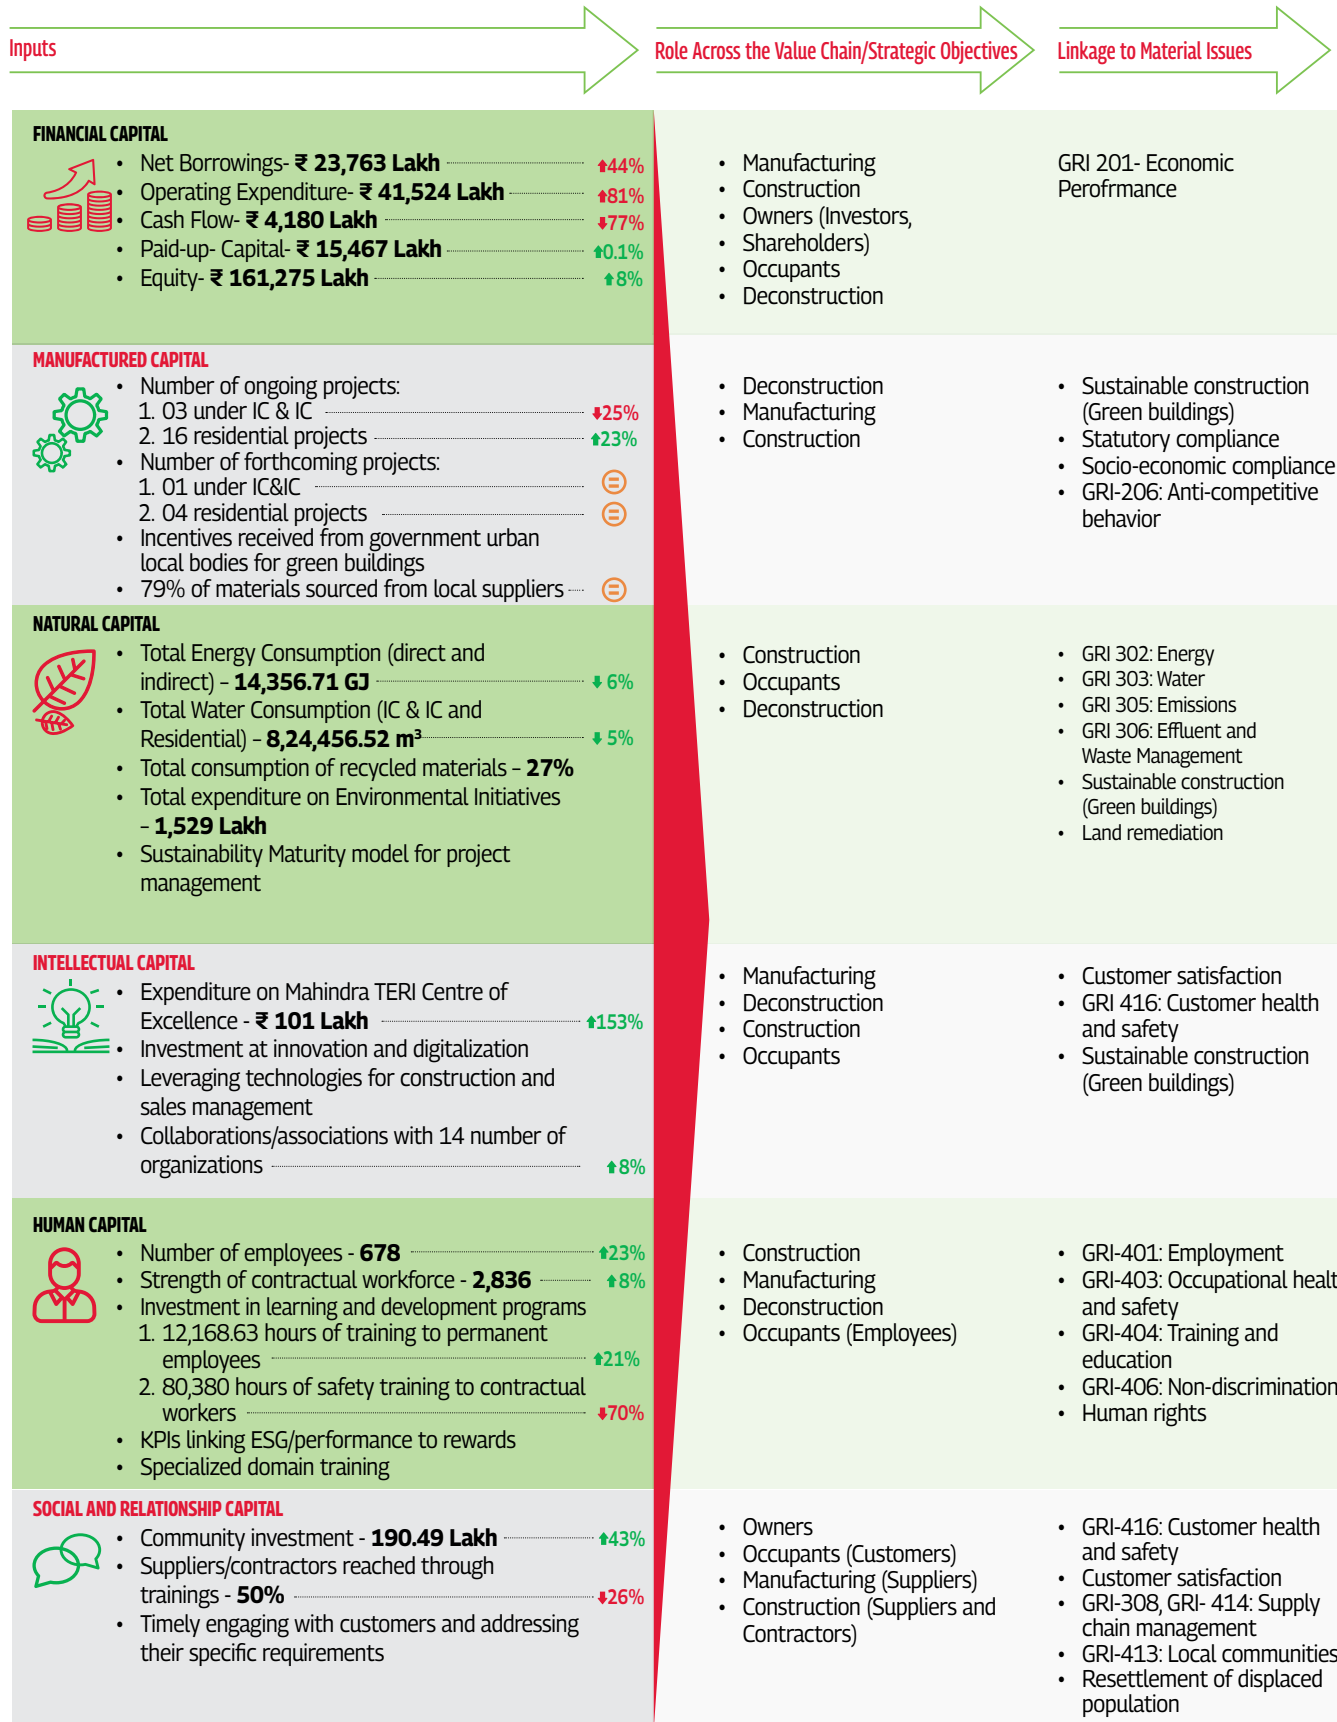 Inputs
Role Across the Value Chain/Strategic Objectives
Linkage to Material Issues
FINANCIAL CAPITAL
• Net Borrowings- ₹ 23,763 Lakh 44%
• Operating Expenditure- ₹ 41,524 Lakh 81%
• Cash Flow- ₹ 4,180 Lakh 77%
• Paid-up- Capital- ₹ 15,467 Lakh 0.1%
• Equity- ₹ 161,275 Lakh 8%
• Manufacturing
• Construction
• Owners (Investors,
• Shareholders)
• Occupants
• Deconstruction
GRI 201- Economic
Perofrmance
MANUFACTURED CAPITAL
• Number of ongoing projects:
1. 03 under IC & IC 25%
2. 16 residential projects 23%
• Number of forthcoming projects:
1. 01 under IC&IC
2. 04 residential projects
• Incentives received from government urban
local bodies for green buildings
• 79% of materials sourced from local suppliers
• Deconstruction
• Manufacturing
• Construction
• Sustainable construction
(Green buildings)
• Statutory compliance
• Socio-economic compliance
• GRI-206: Anti-competitive
behavior
NATURAL CAPITAL
• Total Energy Consumption (direct and
indirect) – 14,356.71 GJ 6%
• Total Water Consumption (IC & IC and
Residential) – 8,24,456.52 m³ 5%
• Total consumption of recycled materials – 27%
• Total expenditure on Environmental Initiatives
– 1,529 Lakh
• Sustainability Maturity model for project
management
• Construction
• Occupants
• Deconstruction
• GRI 302: Energy
• GRI 303: Water
• GRI 305: Emissions
• GRI 306: Effluent and
Waste Management
• Sustainable construction
(Green buildings)
• Land remediation
INTELLECTUAL CAPITAL
• Expenditure on Mahindra TERI Centre of
Excellence - ₹ 101 Lakh 153%
• Investment at innovation and digitalization
• Leveraging technologies for construction and
sales management
• Collaborations/associations with 14 number of
organizations 8%
• Manufacturing
• Deconstruction
• Construction
• Occupants
• Customer satisfaction
• GRI 416: Customer health
and safety
• Sustainable construction
(Green buildings)
HUMAN CAPITAL
• Number of employees - 678 23%
• Strength of contractual workforce - 2,836 8%
• Investment in learning and development programs
1. 12,168.63 hours of training to permanent
employees 21%
2. 80,380 hours of safety training to contractual
workers 70%
• KPIs linking ESG/performance to rewards
• Specialized domain training
• Construction
• Manufacturing
• Deconstruction
• Occupants (Employees)
• GRI-401: Employment
• GRI-403: Occupational healt
and safety
• GRI-404: Training and
education
• GRI-406: Non-discrimination
• Human rights
SOCIAL AND RELATIONSHIP CAPITAL
• Community investment - 190.49 Lakh 43%
• Suppliers/contractors reached through
trainings - 50% 26%
• Timely engaging with customers and addressing
their specific requirements
• Owners
• Occupants (Customers)
• Manufacturing (Suppliers)
• Construction (Suppliers and
Contractors)
• GRI-416: Customer health
and safety
• Customer satisfaction
• GRI-308, GRI- 414: Supply
chain management
• GRI-413: Local communities
• Resettlement of displaced
population